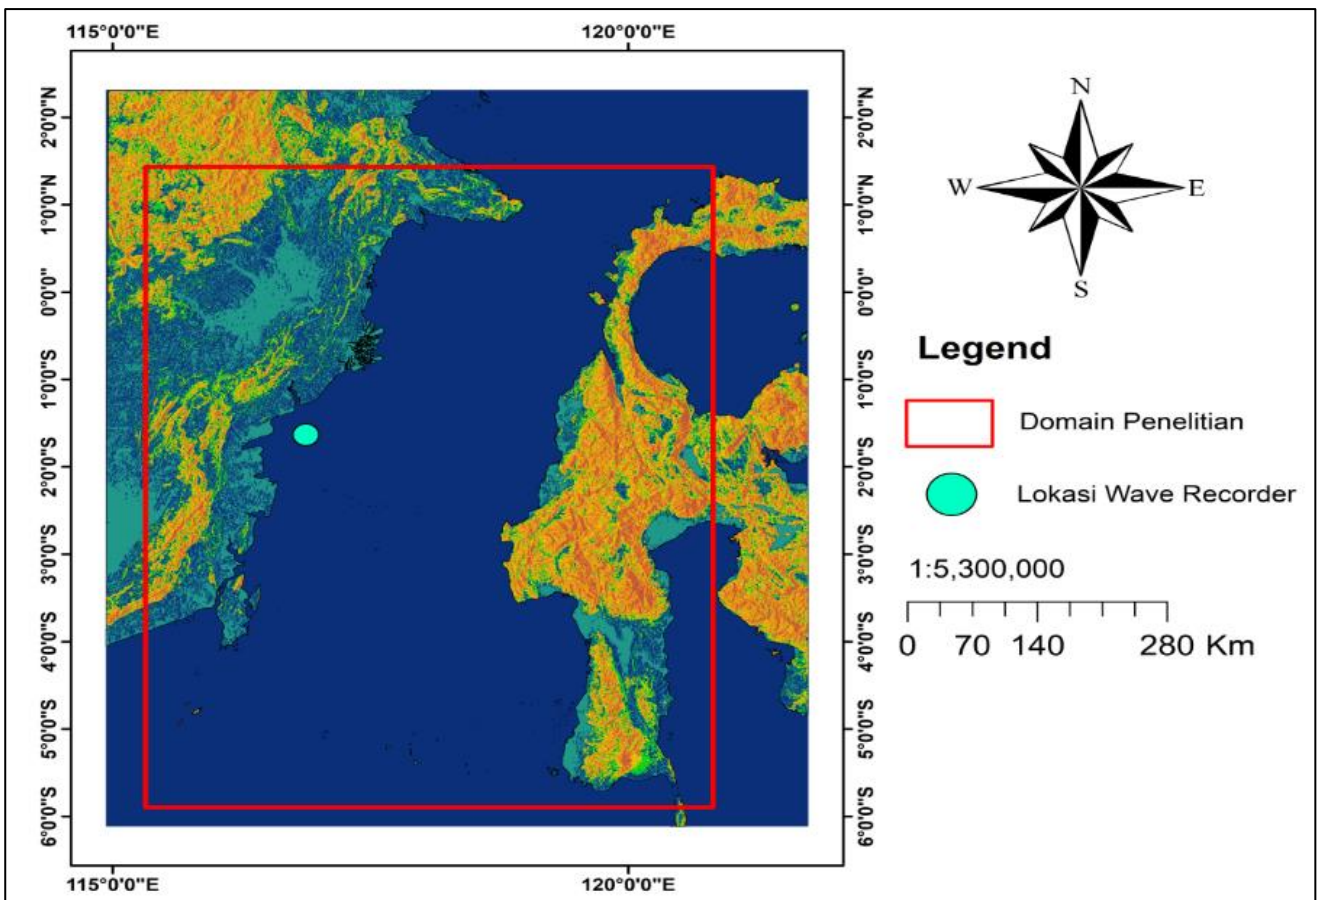 115°0'0"E 120°0'0"E
2°0'0"N 2°0'0"N
1°0'0"N 1°0'0"N
0°0'0" 0°0'0"
1°0'0"S 1°0'0"S
2°0'0"S 2°0'0"S
3°0'0"S 3°0'0"S
4°0'0"S 4°0'0"S
5°0'0"S 5°0'0"S
6°0'0"S 6°0'0"S
115°0'0"E 120°0'0"E
N
W E
S
Legend
Domain Penelitian
Lokasi Wave Recorder
1:5,300,000
0 70 140 280 Km